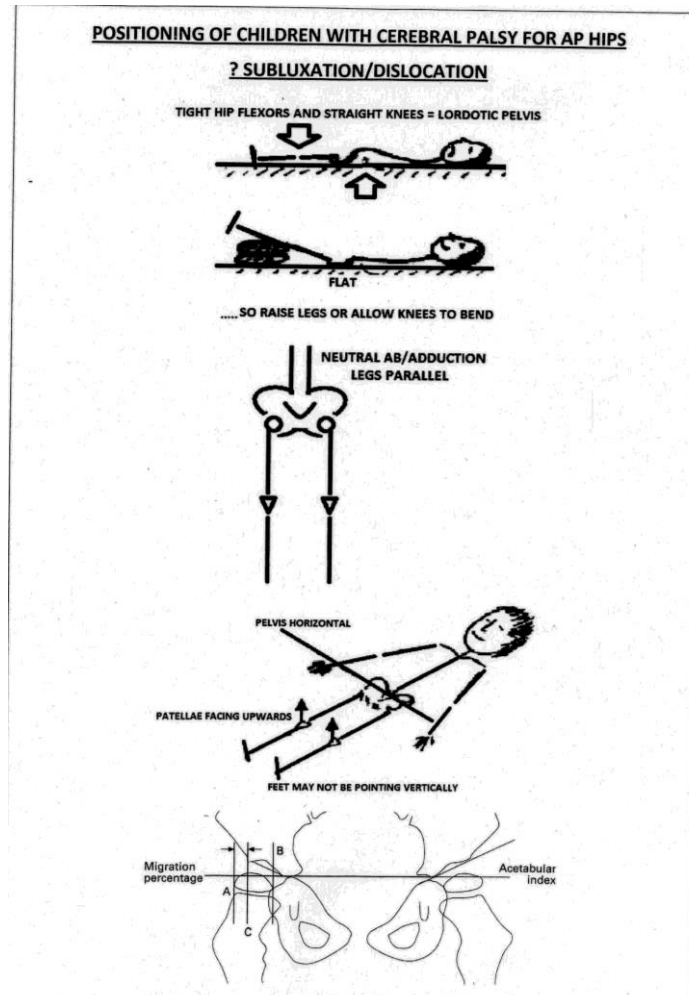 POSITIONING OF CHILDREN WITH CEREBRAL PALSY FOR AP HIPS
? SUBLUXATION/DISLOCATION
TIGHT HIP FLEXORS AND STRAIGHT KNEES = LORDOTIC PELVIS
FLAT
..... SO RAISE LEGS OR ALLOW KNEES TO BEND
NEUTRAL AB/ADDUCTION
LEGS PARALLEL
PELVIS HORIZONTAL
PATELLAE FACING UPWARDS
FEET MAY NOT BE POINTING VERTICALLY
B
Migration
percentage
Acetabular
index
A
C